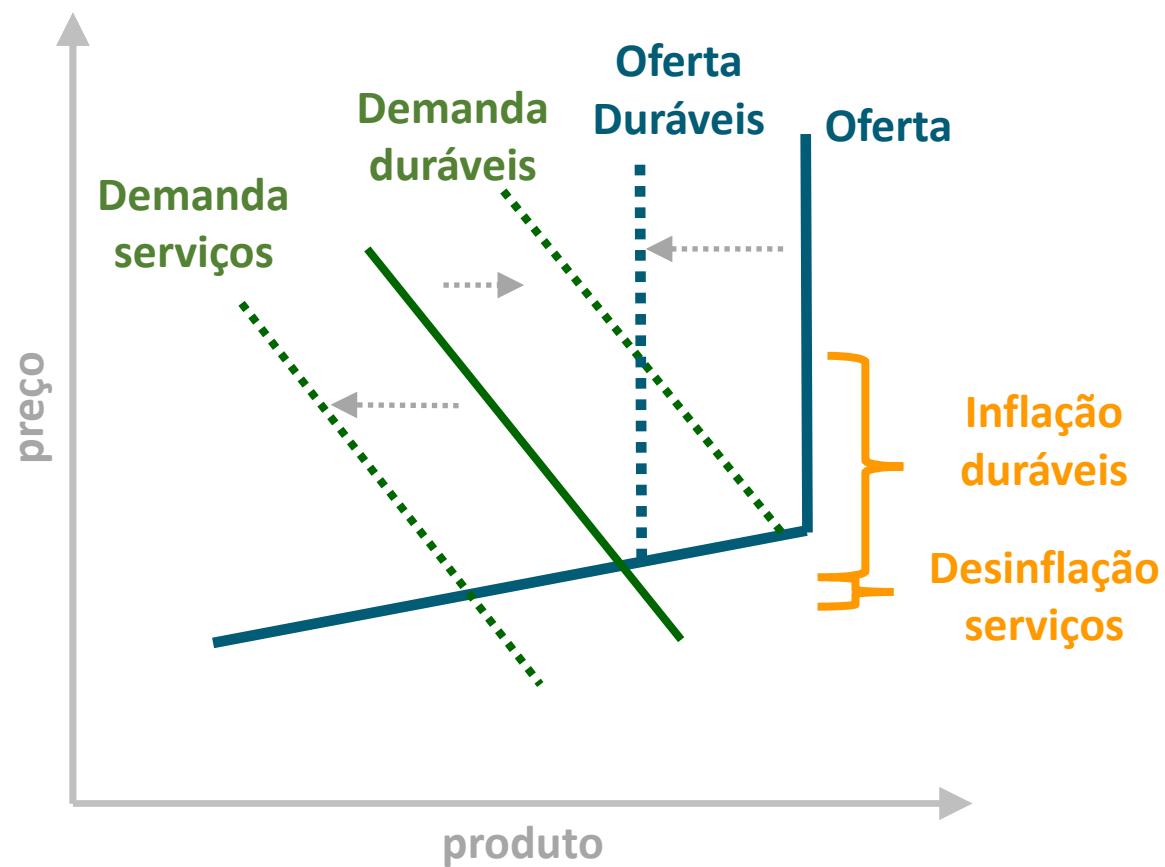 Oferta
Duráveis
Oferta
Demanda
duráveis
Demanda
serviços
preço
Inflação
duráveis
Desinflação
serviços
produto